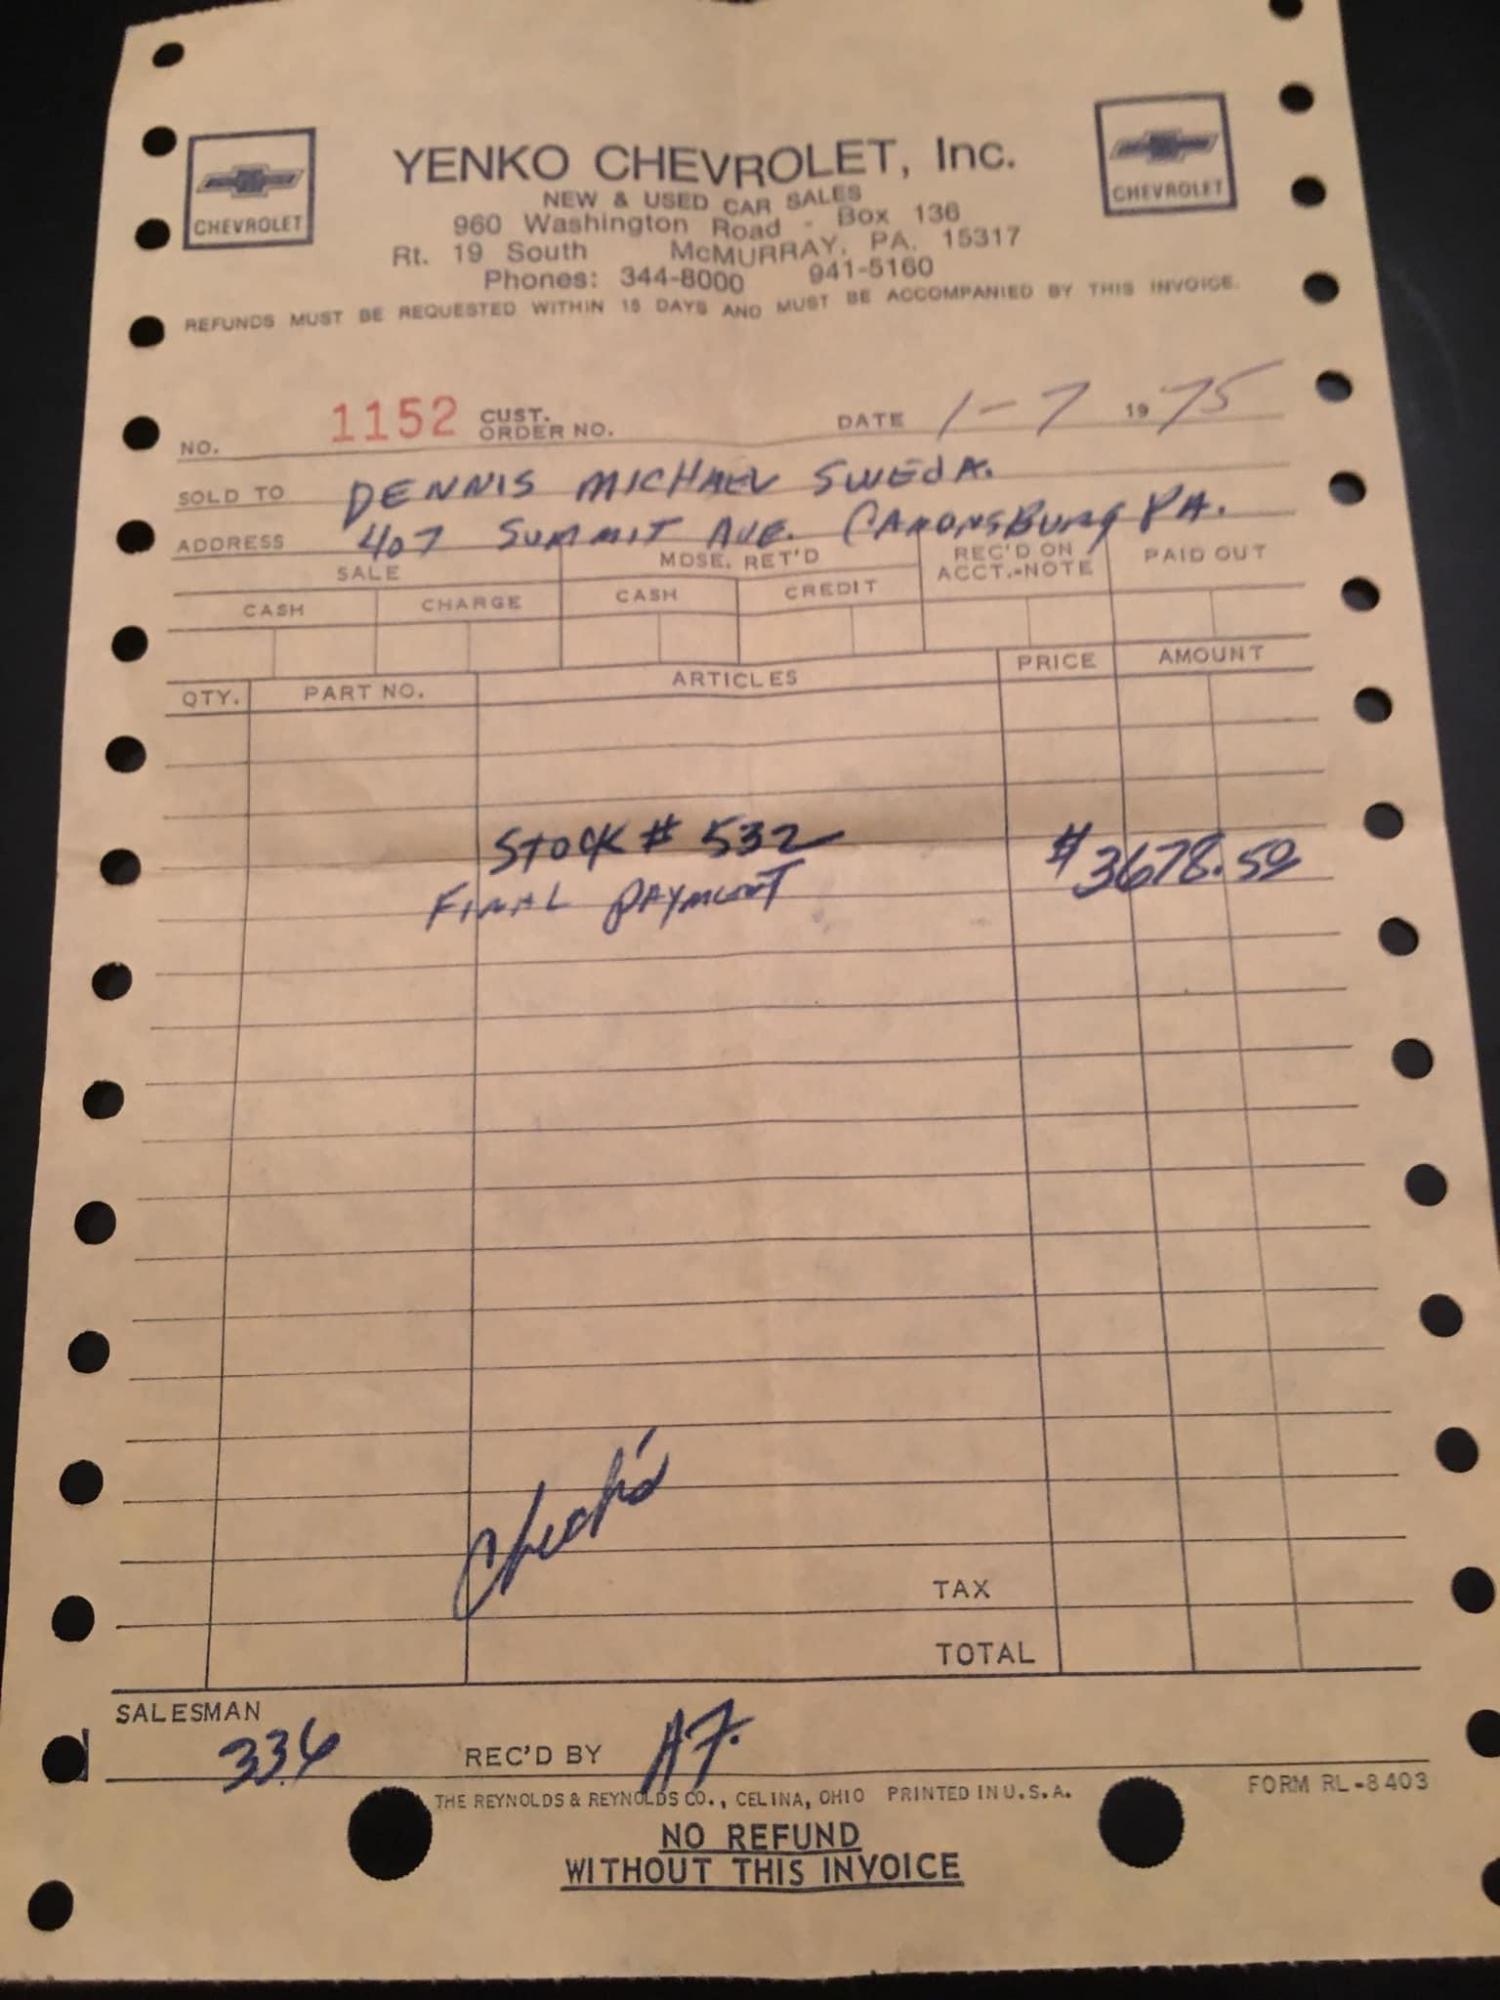 YENKO CHEVROLET, Inc.
CHEVROLET
CHEVROLET
NEW & USED CAR SALES
960 Washington Road - Box 136
Rt. 19 South McMURRAY, PA. 15317
Phones: 344-8000 941-5160
REFUNDS MUST BE REQUESTED WITHIN 15 DAYS AND MUST BE ACCOMPANIED BY THIS INVOICE.
NO. 1152 CUST. ORDER NO. DATE 1-7 19 75
SOLD TO DENNIS MICHAEL SWEDA.
ADDRESS 407 SUMMIT AVE. CANONSBURG PA.
SALE MDSE. RET'D REC'D ON ACCT.-NOTE PAID OUT
CASH CHARGE CASH CREDIT
QTY. PART NO. ARTICLES PRICE AMOUNT
STOCK # 532 $3678.50
FINAL PAYMENT
TAX
TOTAL
SALESMAN 336 REC'D BY A.F.
THE REYNOLDS & REYNOLDS CO., CELINA, OHIO PRINTED IN U.S.A. FORM RL-8403
NO REFUND
WITHOUT THIS INVOICE